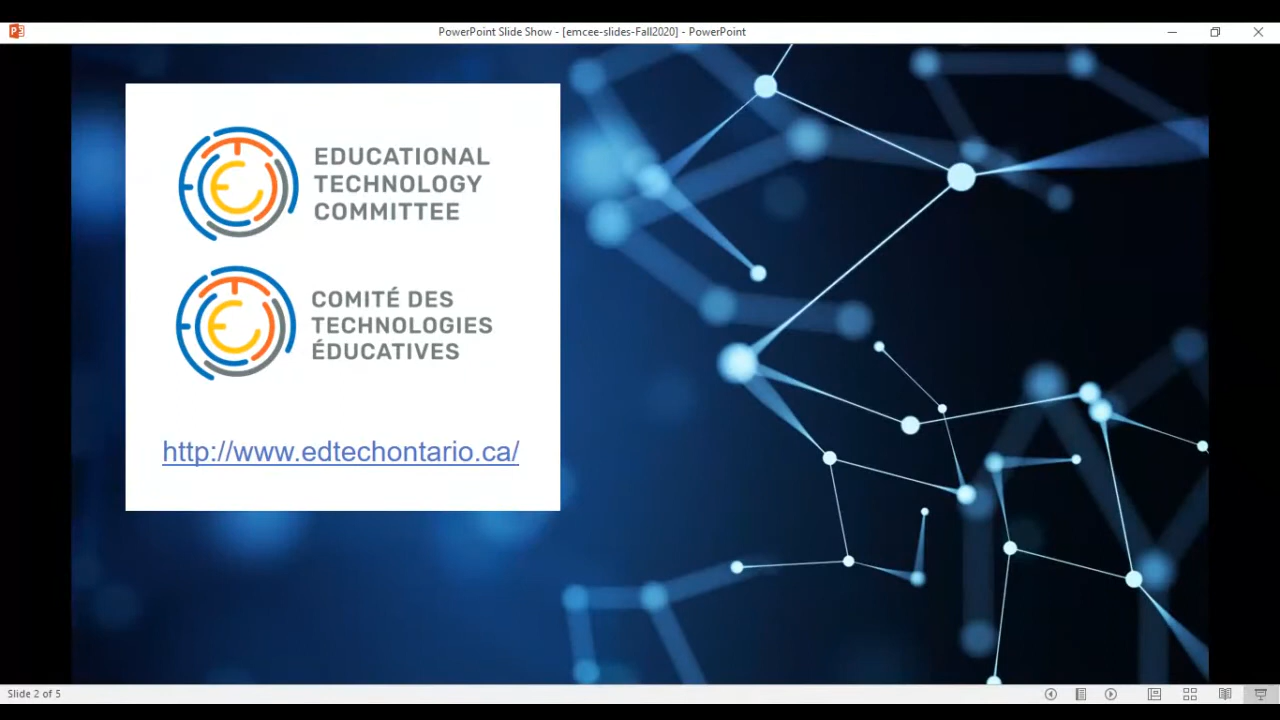 PowerPoint Slide Show - [emcee-slides-Fall2020] - PowerPoint
EDUCATIONAL
TECHNOLOGY
COMMITTEE
COMITÉ DES
TECHNOLOGIES
ÉDUCATIVES
http://www.edtechontario.ca/
Slide 2 of 5